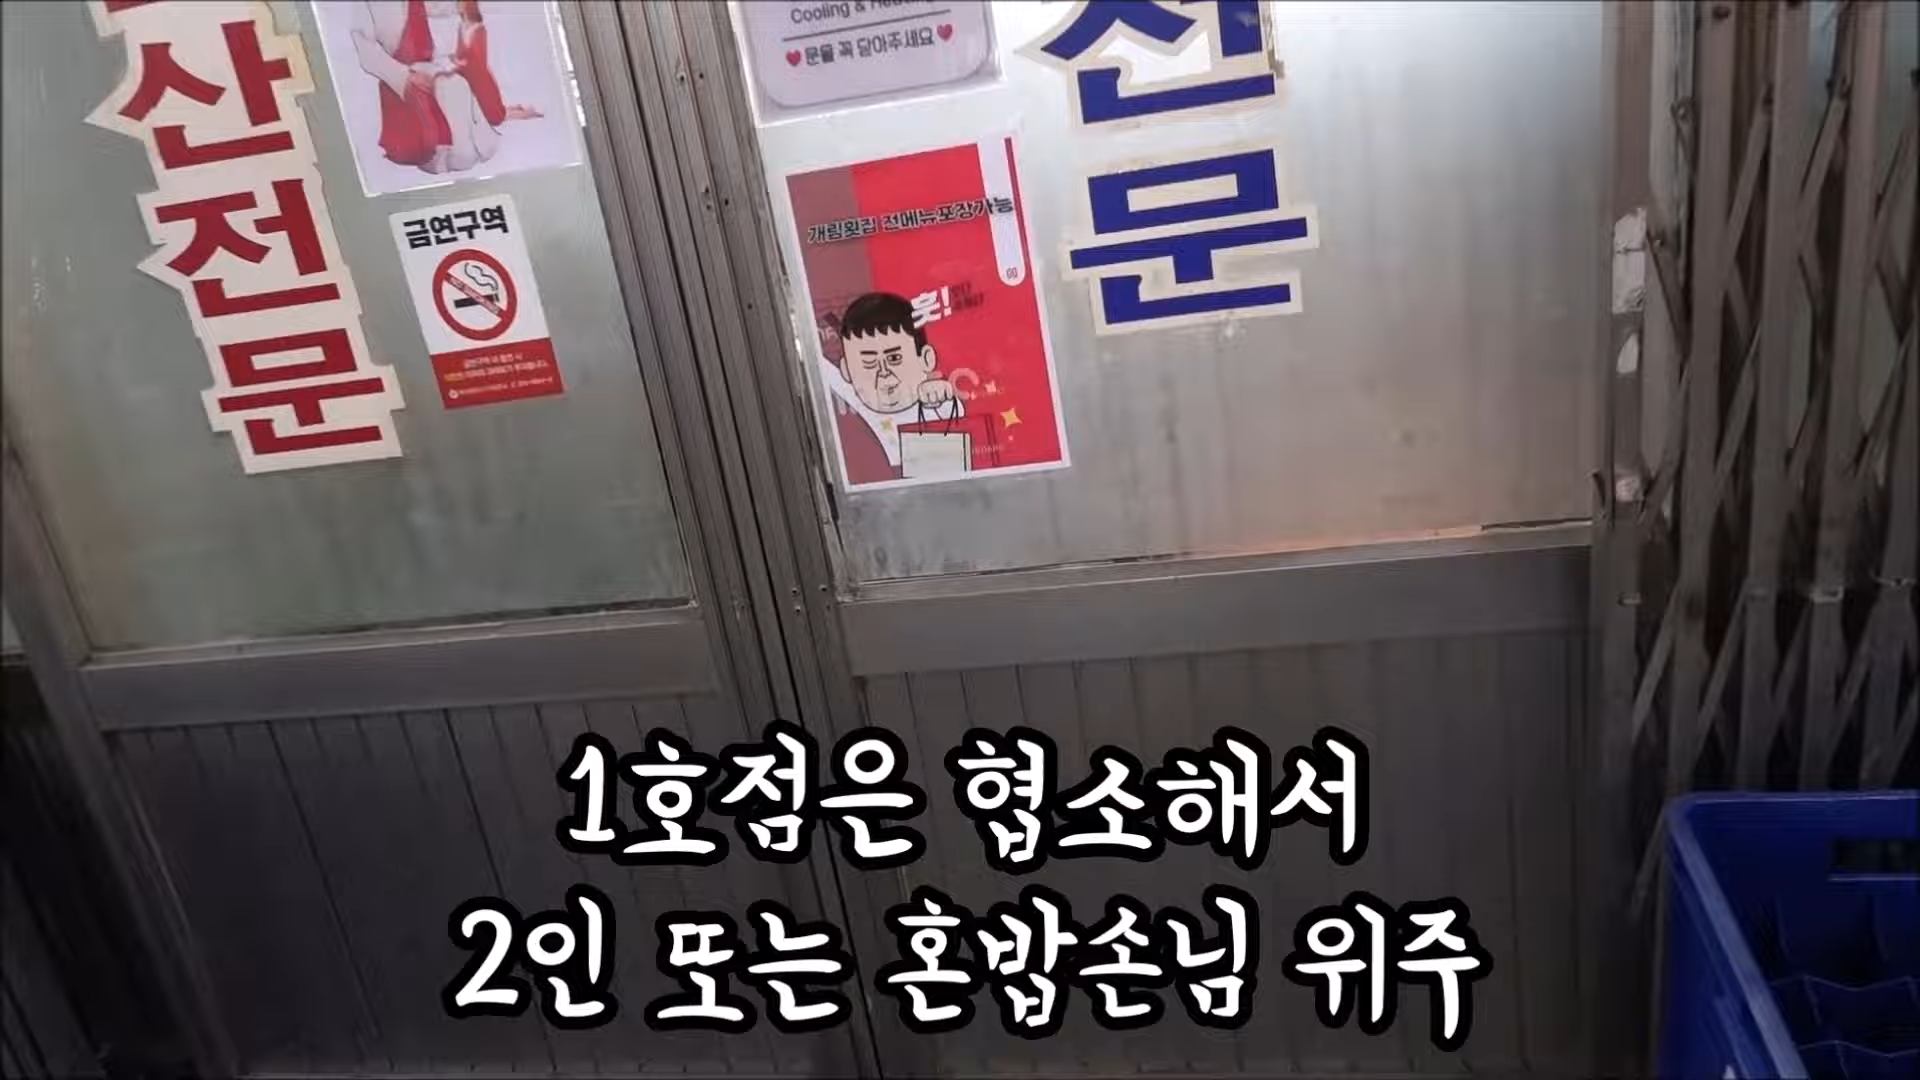 산전문
금연구역
Cooling &
♥문을 꼭 닫아주세요♥
전문
개림횟집 전메뉴포장가능
훗!
1호점은 협소해서
2인 또는 혼밥손님 위주